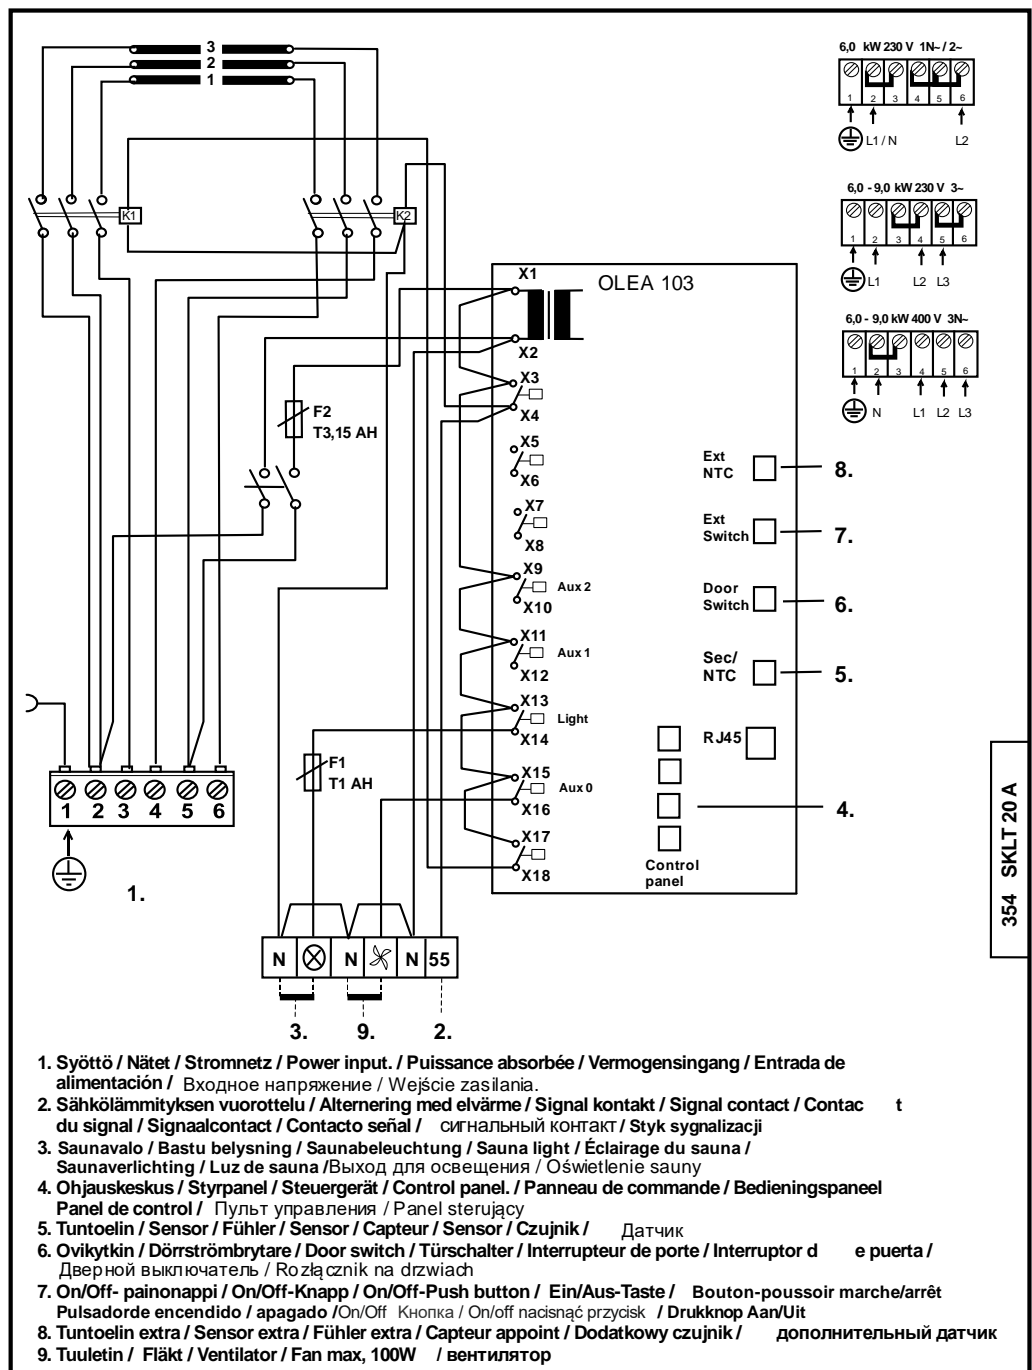 3
2
1
K1
K2
6,0 kW 230 V 1N~ / 2~
1 2 3 4 5 6
L1 / N L2
6,0 - 9,0 kW 230 V 3~
1 2 3 4 5 6
L1 L2 L3
6,0 - 9,0 kW 400 V 3N~
1 2 3 4 5 6
N L1 L2 L3
OLEA 103
X1
X2
X3
X4
X5
X6
X7
X8
X9
Aux 2
X10
X11
Aux 1
X12
X13
Light
X14
X15
Aux 0
X16
X17
X18
F2
T3,15 AH
F1
T1 AH
Ext
NTC
8.
Ext
Switch
7.
Door
Switch
6.
Sec/
NTC
5.
RJ45
4.
Control
panel
354 SKLT 20 A
1 2 3 4 5 6
1.
N N N 55
3. 9. 2.
1. Syöttö / Nätet / Stromnetz / Power input. / Puissance absorbée / Vermogensingang / Entrada de
alimentación / Входное напряжение / Wejście zasilania.
2. Sähkölämmityksen vuorottelu / Alternering med elvärme / Signal kontakt / Signal contact / Contac t
du signal / Signaalcontact / Contacto señal / сигнальный контакт / Styk sygnalizacji
3. Saunavalo / Bastu belysning / Saunabeleuchtung / Sauna light / Éclairage du sauna /
Saunaverlichting / Luz de sauna /Выход для освещения / Oświetlenie sauny
4. Ohjauskeskus / Styrpanel / Steuergerät / Control panel. / Panneau de commande / Bedieningspaneel
Panel de control / Пульт управления / Panel sterujący
5. Tuntoelin / Sensor / Fühler / Sensor / Capteur / Sensor / Czujnik / Датчик
6. Ovikytkin / Dörrströmbrytare / Door switch / Türschalter / Interrupteur de porte / Interruptor d e puerta /
Дверной выключатель / Rozłącznik na drzwiach
7. On/Off- painonappi / On/Off-Knapp / On/Off-Push button / Ein/Aus-Taste / Bouton-poussoir marche/arrêt
Pulsadorde encendido / apagado /On/Off Кнопка / On/off nacisnąć przycisk / Drukknop Aan/Uit
8. Tuntoelin extra / Sensor extra / Fühler extra / Capteur appoint / Dodatkowy czujnik / дополнительный датчик
9. Tuuletin / Fläkt / Ventilator / Fan max, 100W / вентилятор